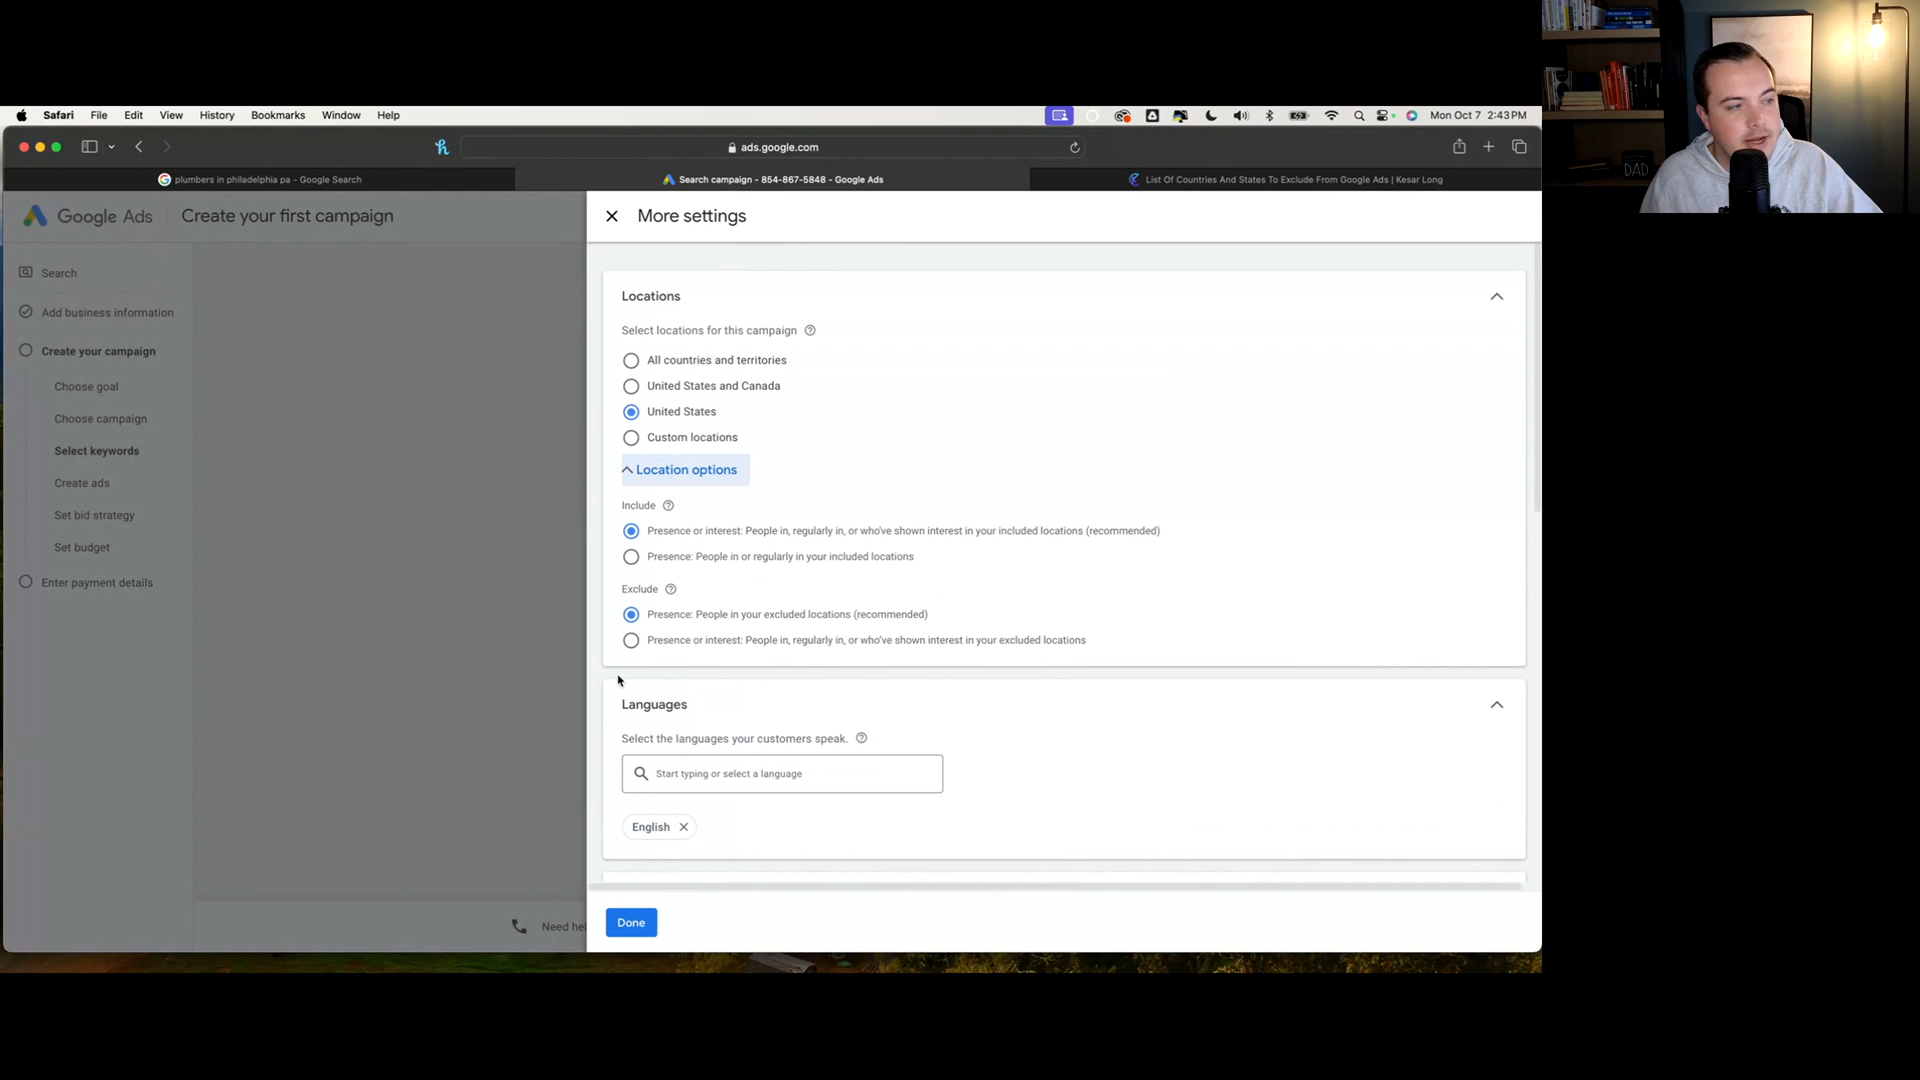 Safari File Edit View History Bookmarks Window Help Mon Oct 7 2:43 PM
ads.google.com
plumbers in philadelphia pa - Google Search
Search campaign - 854-867-5848 - Google Ads
List Of Countries And States To Exclude From Google Ads | Kesar Long
Google Ads Create your first campaign
Search
Add business information
Create your campaign
Choose goal
Choose campaign
Select keywords
Create ads
Set bid strategy
Set budget
Enter payment details
Need hel
More settings
Locations
Select locations for this campaign
All countries and territories
United States and Canada
United States
Custom locations
Location options
Include
Presence or interest: People in, regularly in, or who've shown interest in your included locations (recommended)
Presence: People in or regularly in your included locations
Exclude
Presence: People in your excluded locations (recommended)
Presence or interest: People in, regularly in, or who've shown interest in your excluded locations
Languages
Select the languages your customers speak.
Start typing or select a language
English
Done
DAD